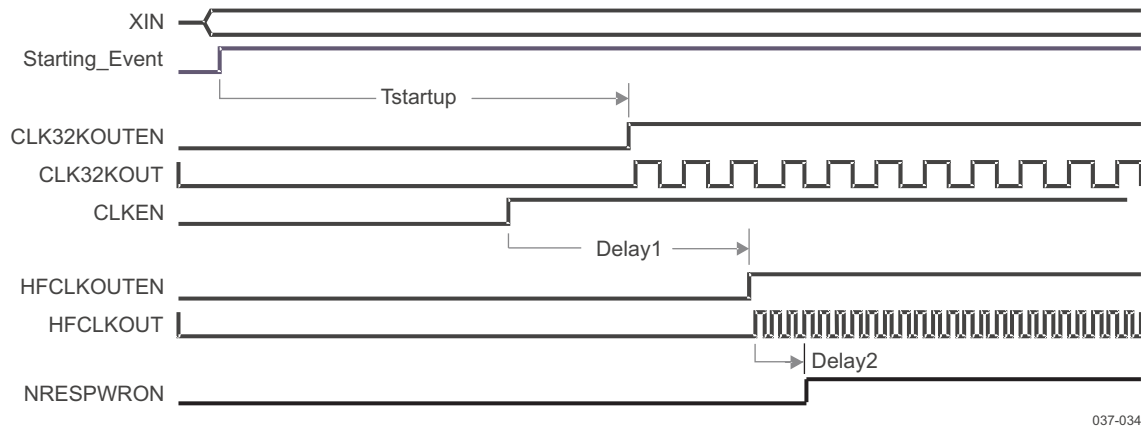 XIN
Starting_Event
Tstartup
CLK32KOUTEN
CLK32KOUT
CLKEN
Delay1
HFCLKOUTEN
HFCLKOUT
Delay2
NRESPWRON
037-034